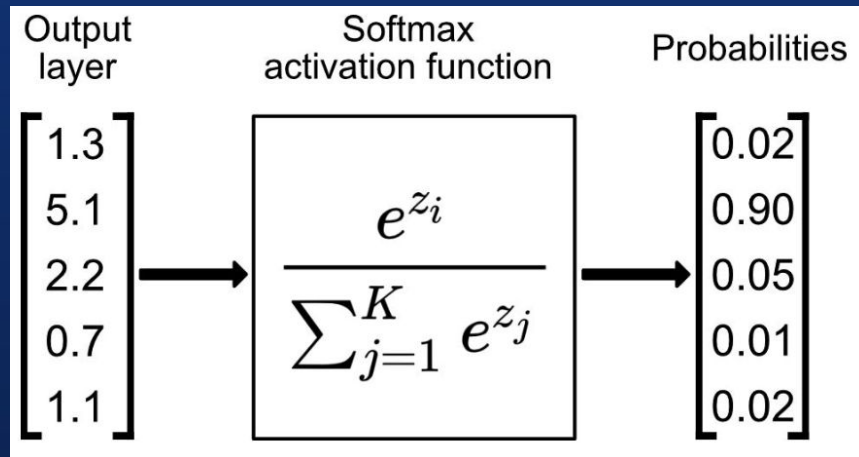 Output
layer
Softmax
activation function
Probabilities
1.3
5.1
2.2
0.7
1.1
e^{z_i}
∑_{j=1}^{K} e^{z_j}
0.02
0.90
0.05
0.01
0.02